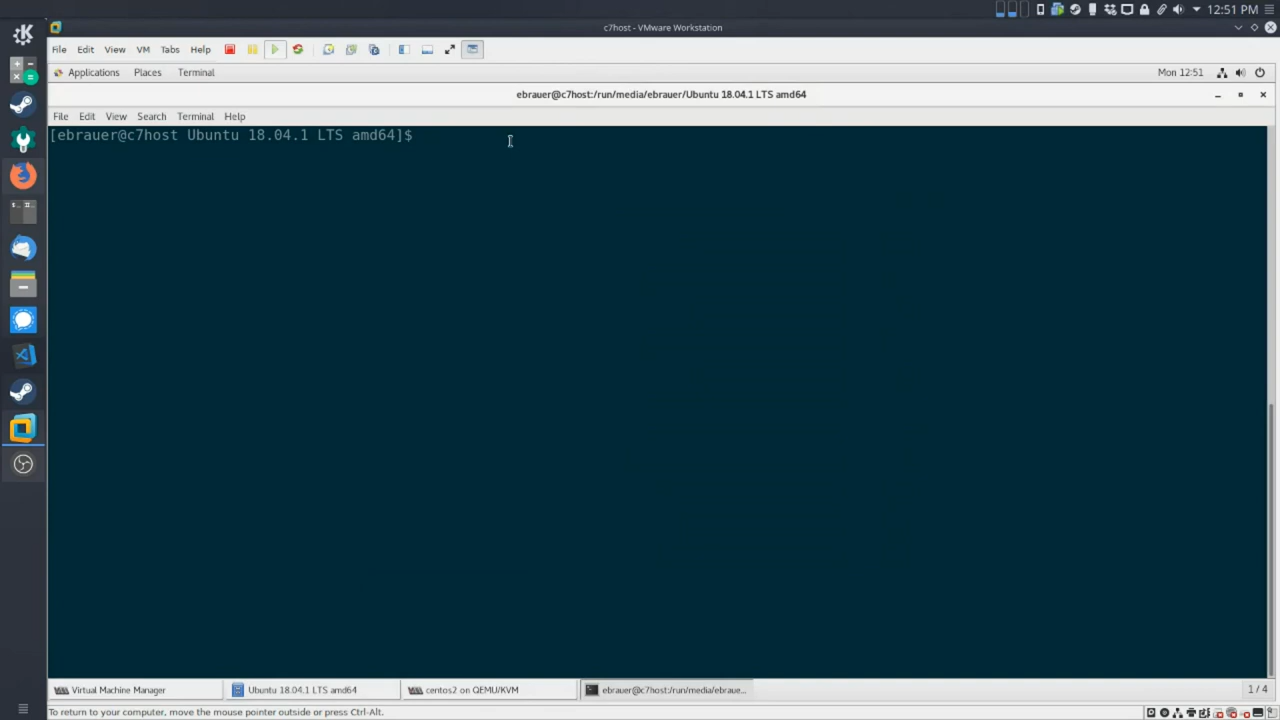 12:51 PM
c7host - VMware Workstation
File Edit View VM Tabs Help
Applications Places Terminal Mon 12:51
ebrauer@c7host:/run/media/ebrauer/Ubuntu 18.04.1 LTS amd64
File Edit View Search Terminal Help
[ebrauer@c7host Ubuntu 18.04.1 LTS amd64]$
Virtual Machine Manager Ubuntu 18.04.1 LTS amd64 centos2 on QEMU/KVM ebrauer@c7host:/run/media/ebraue... 1 / 4
To return to your computer, move the mouse pointer outside or press Ctrl-Alt.